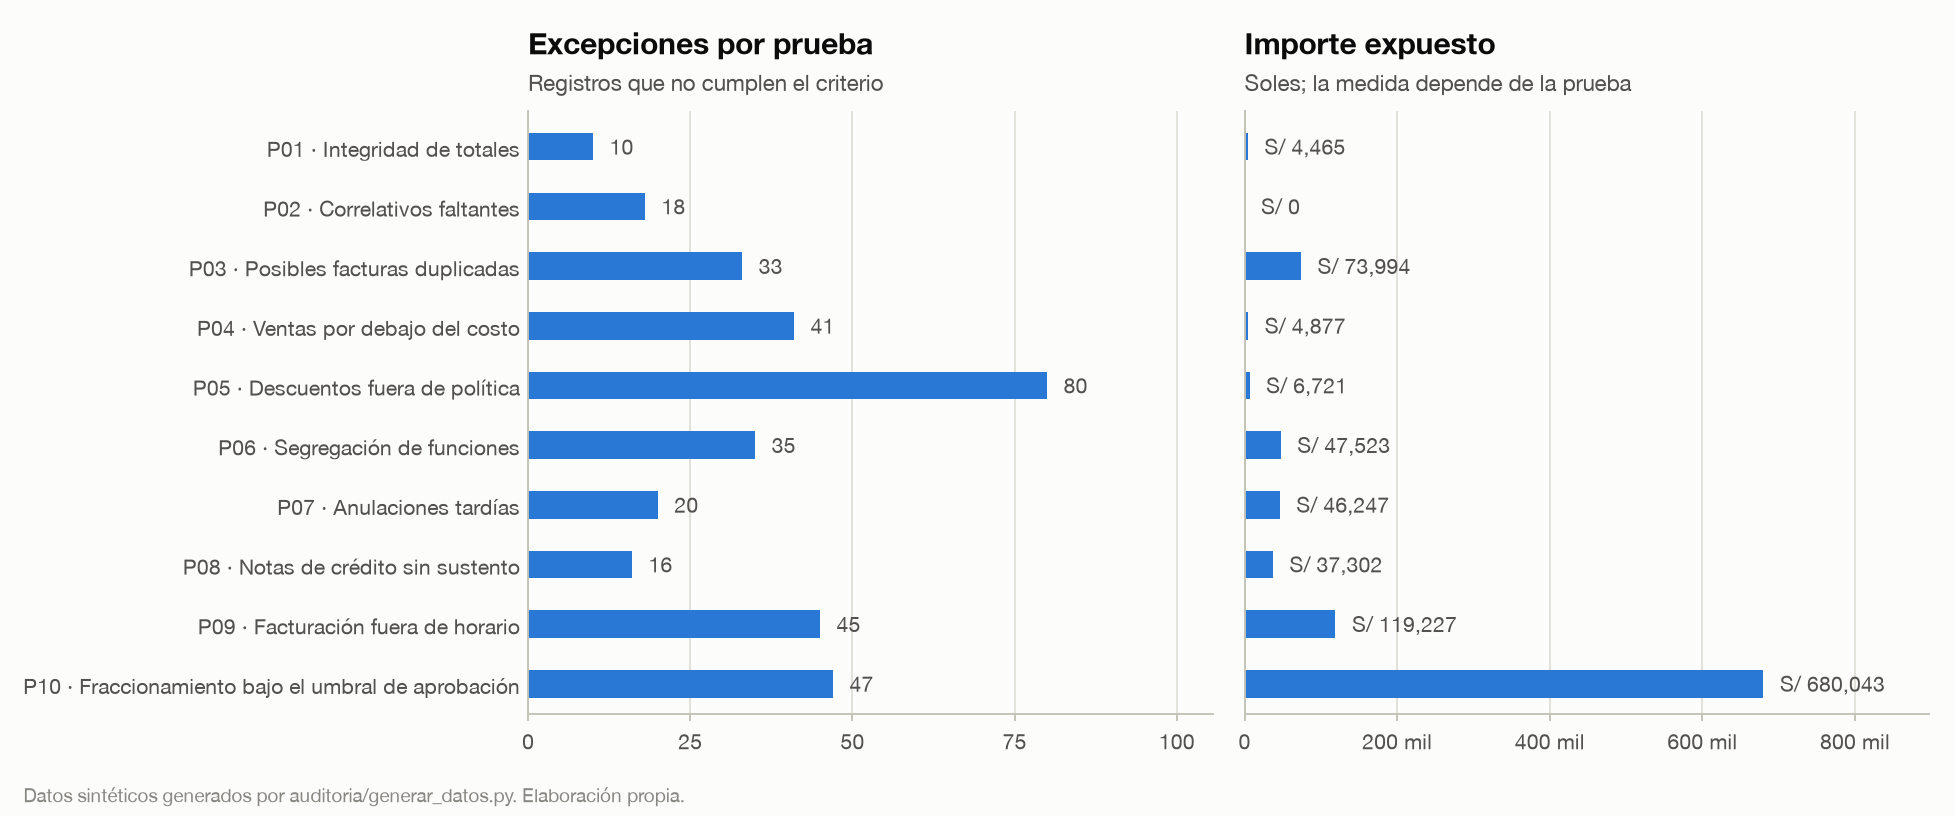 Excepciones por prueba
Registros que no cumplen el criterio
Importe expuesto
Soles; la medida depende de la prueba
P01 · Integridad de totales 10 S/ 4,465
P02 · Correlativos faltantes 18 S/ 0
P03 · Posibles facturas duplicadas 33 S/ 73,994
P04 · Ventas por debajo del costo 41 S/ 4,877
P05 · Descuentos fuera de política 80 S/ 6,721
P06 · Segregación de funciones 35 S/ 47,523
P07 · Anulaciones tardías 20 S/ 46,247
P08 · Notas de crédito sin sustento 16 S/ 37,302
P09 · Facturación fuera de horario 45 S/ 119,227
P10 · Fraccionamiento bajo el umbral de aprobación 47 S/ 680,043
0 25 50 75 100
0 200 mil 400 mil 600 mil 800 mil
Datos sintéticos generados por auditoria/generar_datos.py. Elaboración propia.